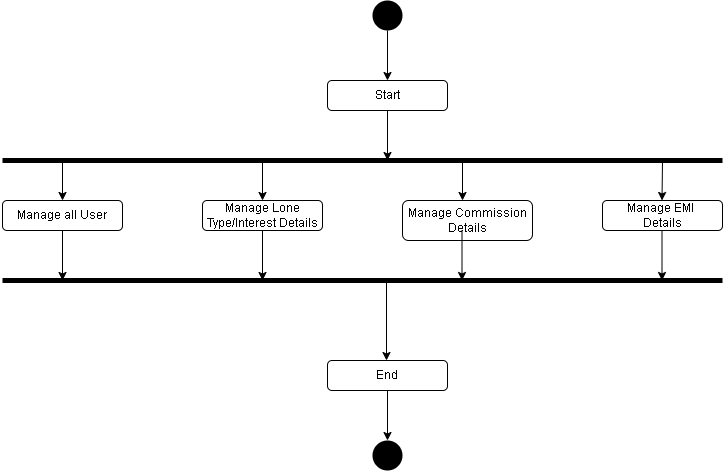 Start
Manage all User
Manage Lone
Type/Interest Details
Manage Commission
Details
Manage EMI
Details
End